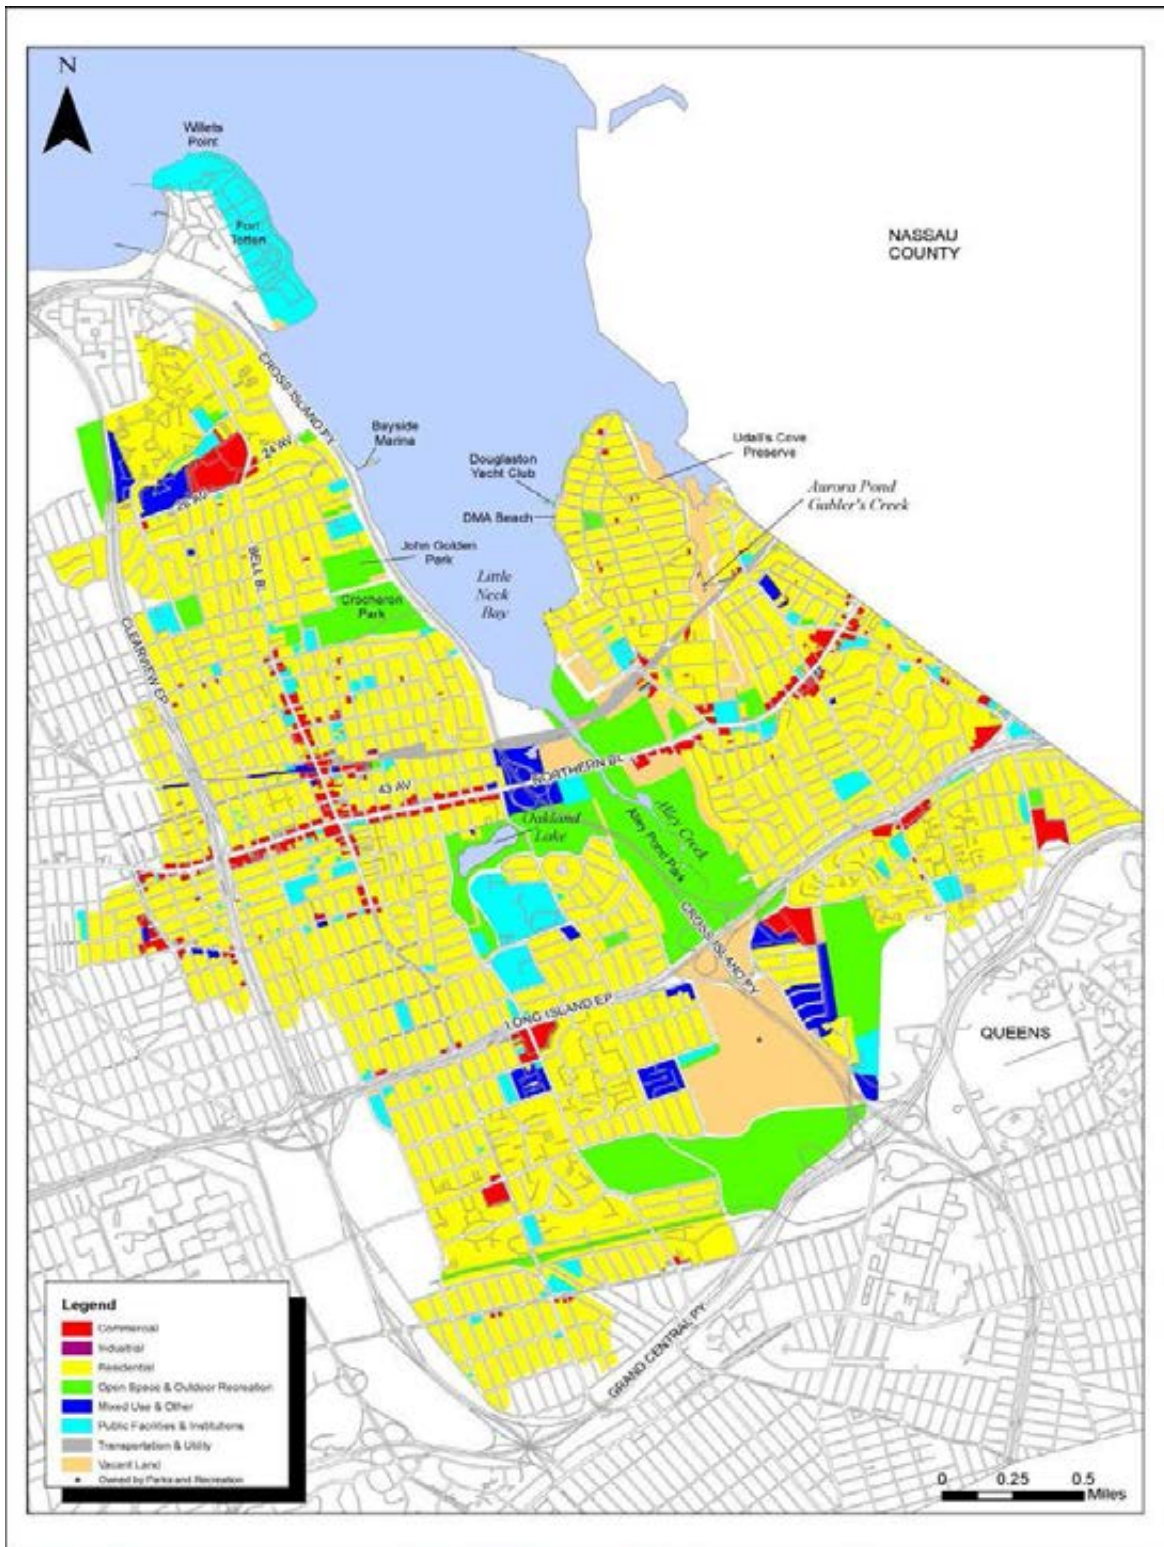 N
Willets
Point
Fort
Totten
NASSAU
COUNTY
CROSS ISLAND PY
24 AV
Bayside
Marina
Udall's Cove
Preserve
Douglaston
Yacht Club
Aurora Pond
Gabler's Creek
26 AV
DMA Beach
BELL BL
John Golden
Park
Little
Neck
Bay
Crocheron
Park
CLEARVIEW EP
NORTHERN BL
43 AV
Oakland
Lake
Alley Creek
Alley Pond Park
CROSS ISLAND PY
LONG ISLAND EP
QUEENS
GRAND CENTRAL PY
Legend
Commercial
Industrial
Residential
Open Space & Outdoor Recreation
Mixed Use & Other
Public Facilities & Institutions
Transportation & Utility
Vacant Land
Owned by Parks and Recreation
0 0.25 0.5
Miles